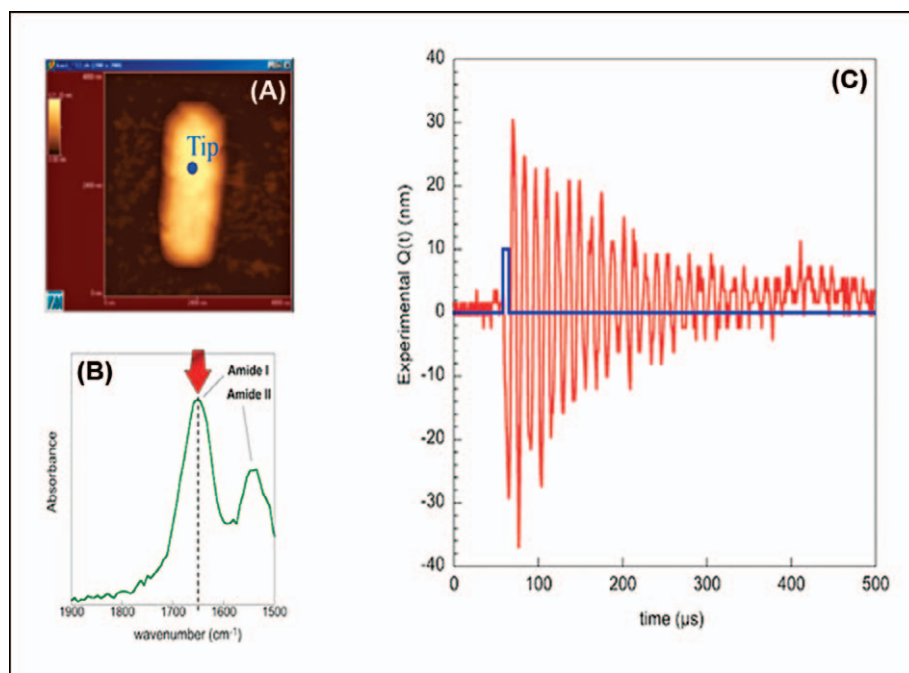 (A)
Tip
(B)
Amide I
Amide II
Absorbance
1900 1800 1700 1600 1500
wavenumber (cm-1)
(C)
Experimental Q(t) (nm)
40
30
20
10
0
-10
-20
-30
-40
0 100 200 300 400 500
time (µs)